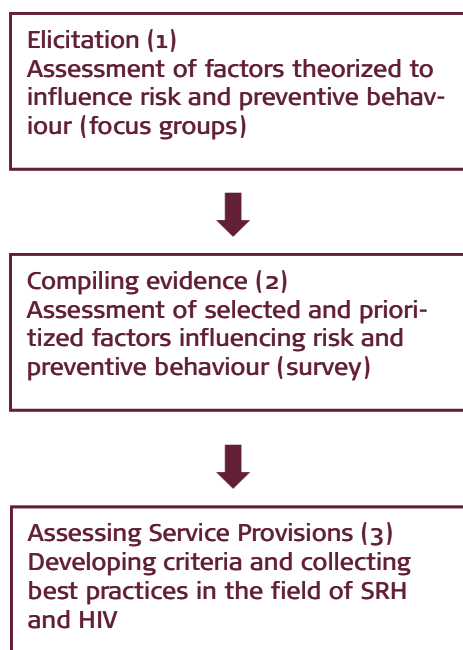 Elicitation (1)
Assessment of factors theorized to
influence risk and preventive behav-
iour (focus groups)
Compiling evidence (2)
Assessment of selected and priori-
tized factors influencing risk and
preventive behaviour (survey)
Assessing Service Provisions (3)
Developing criteria and collecting
best practices in the field of SRH
and HIV